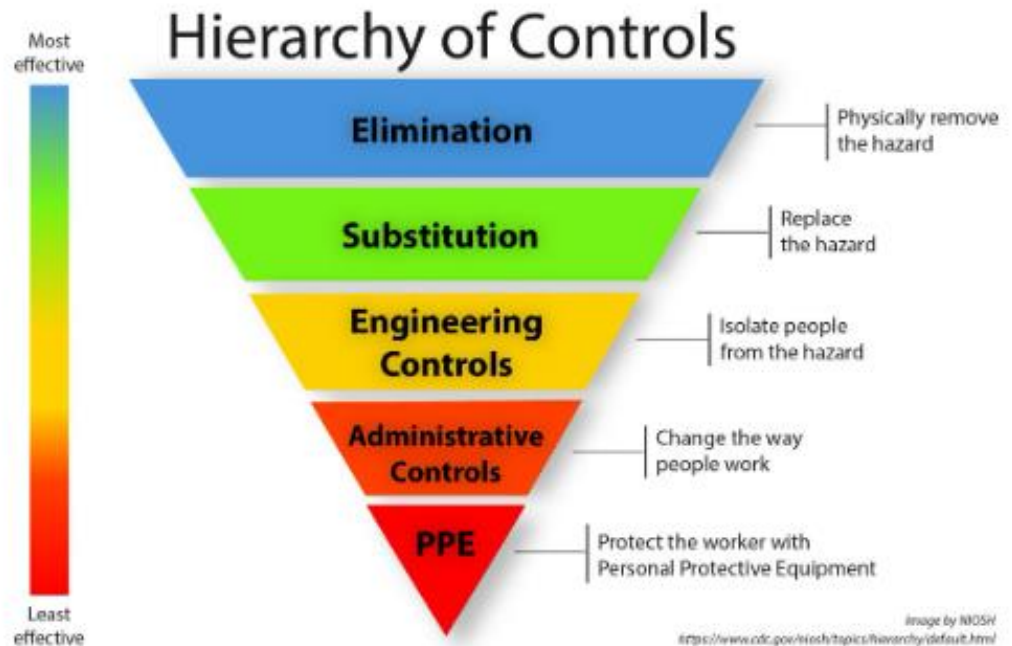 Hierarchy of Controls
Most
effective
Elimination
Physically remove
the hazard
Substitution
Replace
the hazard
Engineering
Controls
Isolate people
from the hazard
Administrative
Controls
Change the way
people work
PPE
Protect the worker with
Personal Protective Equipment
Least
effective
Image by NIOSH
https://www.cdc.gov/niosh/topics/hierarchy/default.html